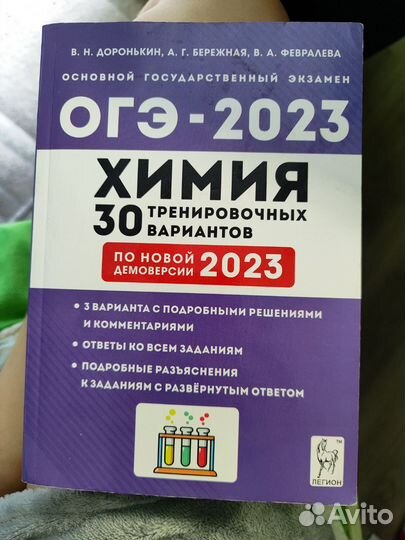 В. Н. ДОРОНЬКИН, А. Г. БЕРЕЖНАЯ, В. А. ФЕВРАЛЕВА
ОСНОВНОЙ ГОСУДАРСТВЕННЫЙ ЭКЗАМЕН
ОГЭ - 2023
ХИМИЯ
30 ТРЕНИРОВОЧНЫХ
ВАРИАНТОВ
ПО НОВОЙ
ДЕМОВЕРСИИ 2023
• 3 ВАРИАНТА С ПОДРОБНЫМИ РЕШЕНИЯМИ
И КОММЕНТАРИЯМИ
• ОТВЕТЫ КО ВСЕМ ЗАДАНИЯМ
• ПОДРОБНЫЕ РАЗЪЯСНЕНИЯ
К ЗАДАНИЯМ С РАЗВЁРНУТЫМ ОТВЕТОМ
TM
ЛЕГИОН
Avito